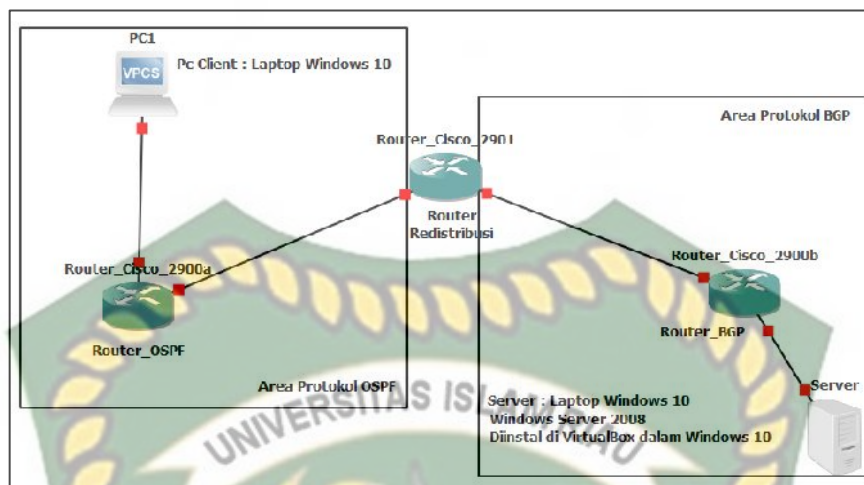 PC1
VPCS
Pc Client : Laptop Windows 10
Router_Cisco_2901
Router
Redistribusi
Area Protokol BGP
Router_Cisco_2900a
Router_OSPF
Area Protokol OSPF
Router_Cisco_2900b
Router_BGP
Server
Server : Laptop Windows 10
Windows Server 2008
Diinstal di VirtualBox dalam Windows 10
UNIVERSITAS ISLAM RIAU